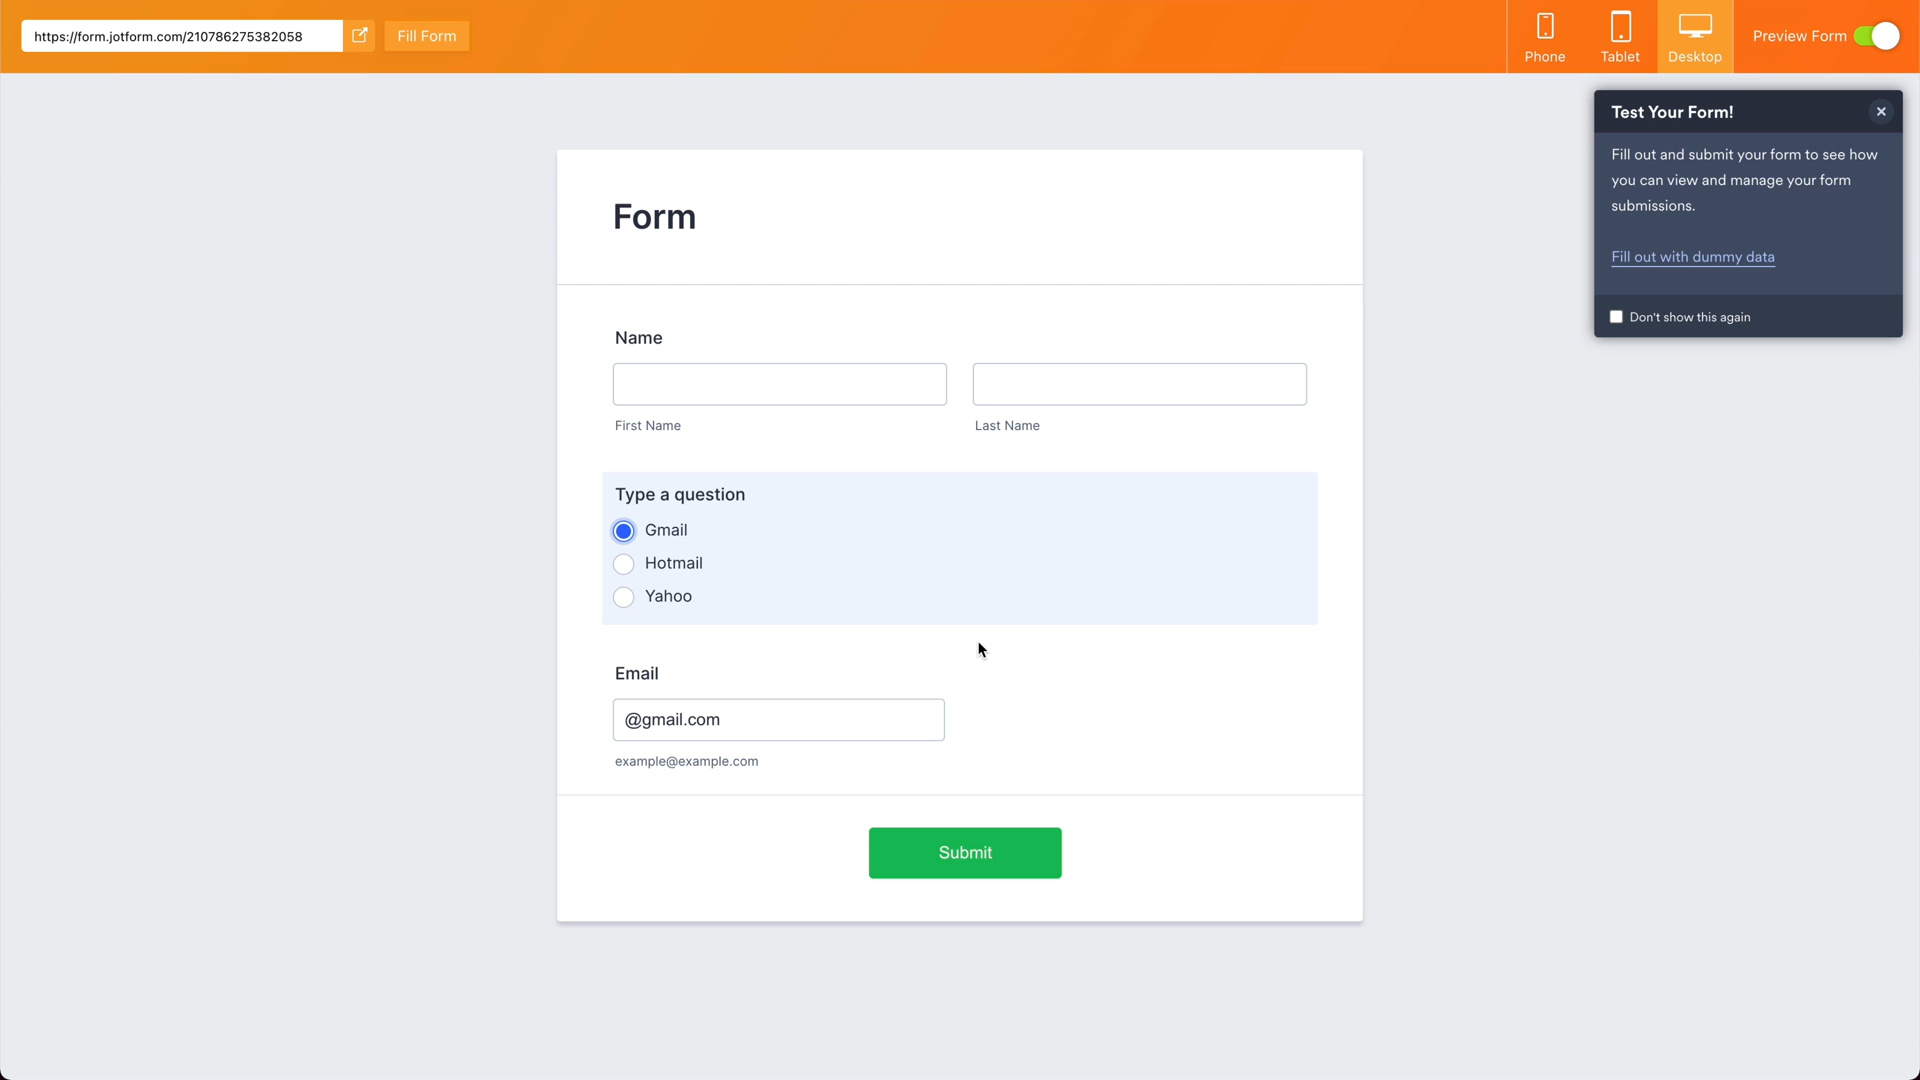 https://form.jotform.com/210786275382058
Fill Form
Phone
Tablet
Desktop
Preview Form
Test Your Form!
Fill out and submit your form to see how
you can view and manage your form
submissions.
Fill out with dummy data
Don't show this again
Form
Name
First Name
Last Name
Type a question
Gmail
Hotmail
Yahoo
Email
@gmail.com
example@example.com
Submit